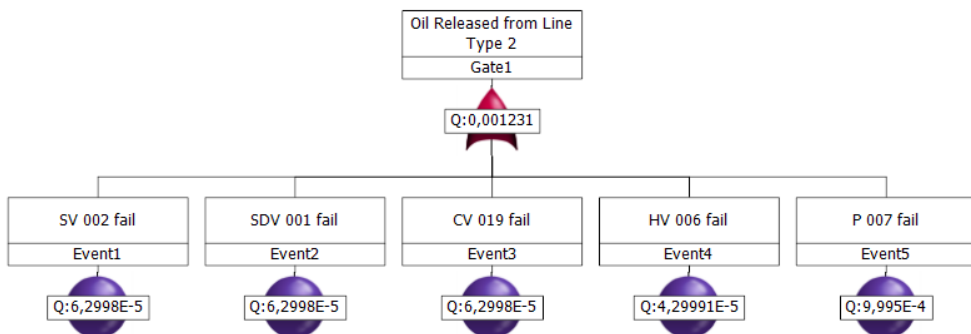 Oil Released from Line
Type 2
Gate1
Q:0,001231
SV 002 fail
SDV 001 fail
CV 019 fail
HV 006 fail
P 007 fail
Event1
Event2
Event3
Event4
Event5
Q:6,2998E-5
Q:6,2998E-5
Q:6,2998E-5
Q:4,29991E-5
Q:9,995E-4